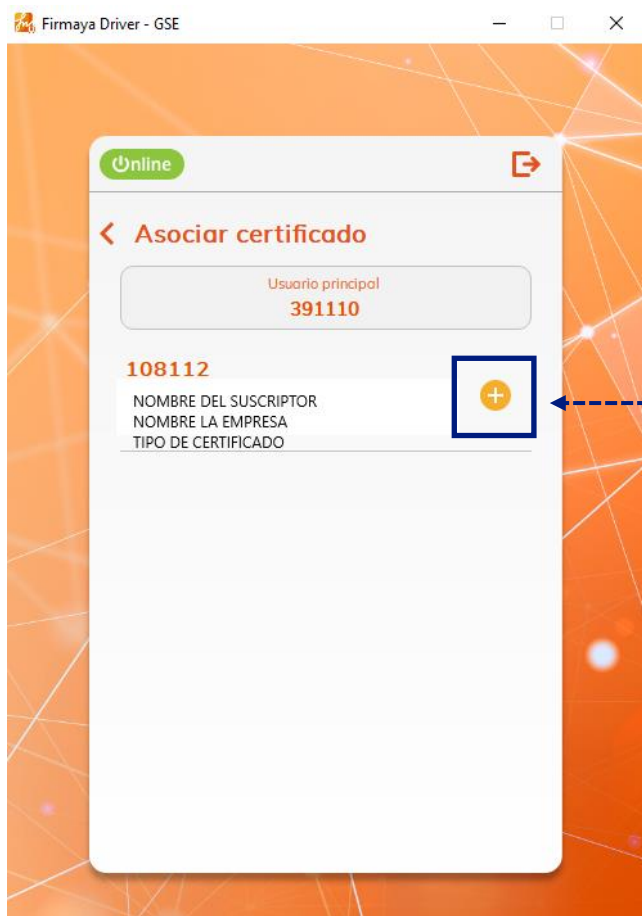 Firmaya Driver - GSE
Online
Asociar certificado
Usuario principal
391110
108112
NOMBRE DEL SUSCRIPTOR
NOMBRE LA EMPRESA
TIPO DE CERTIFICADO